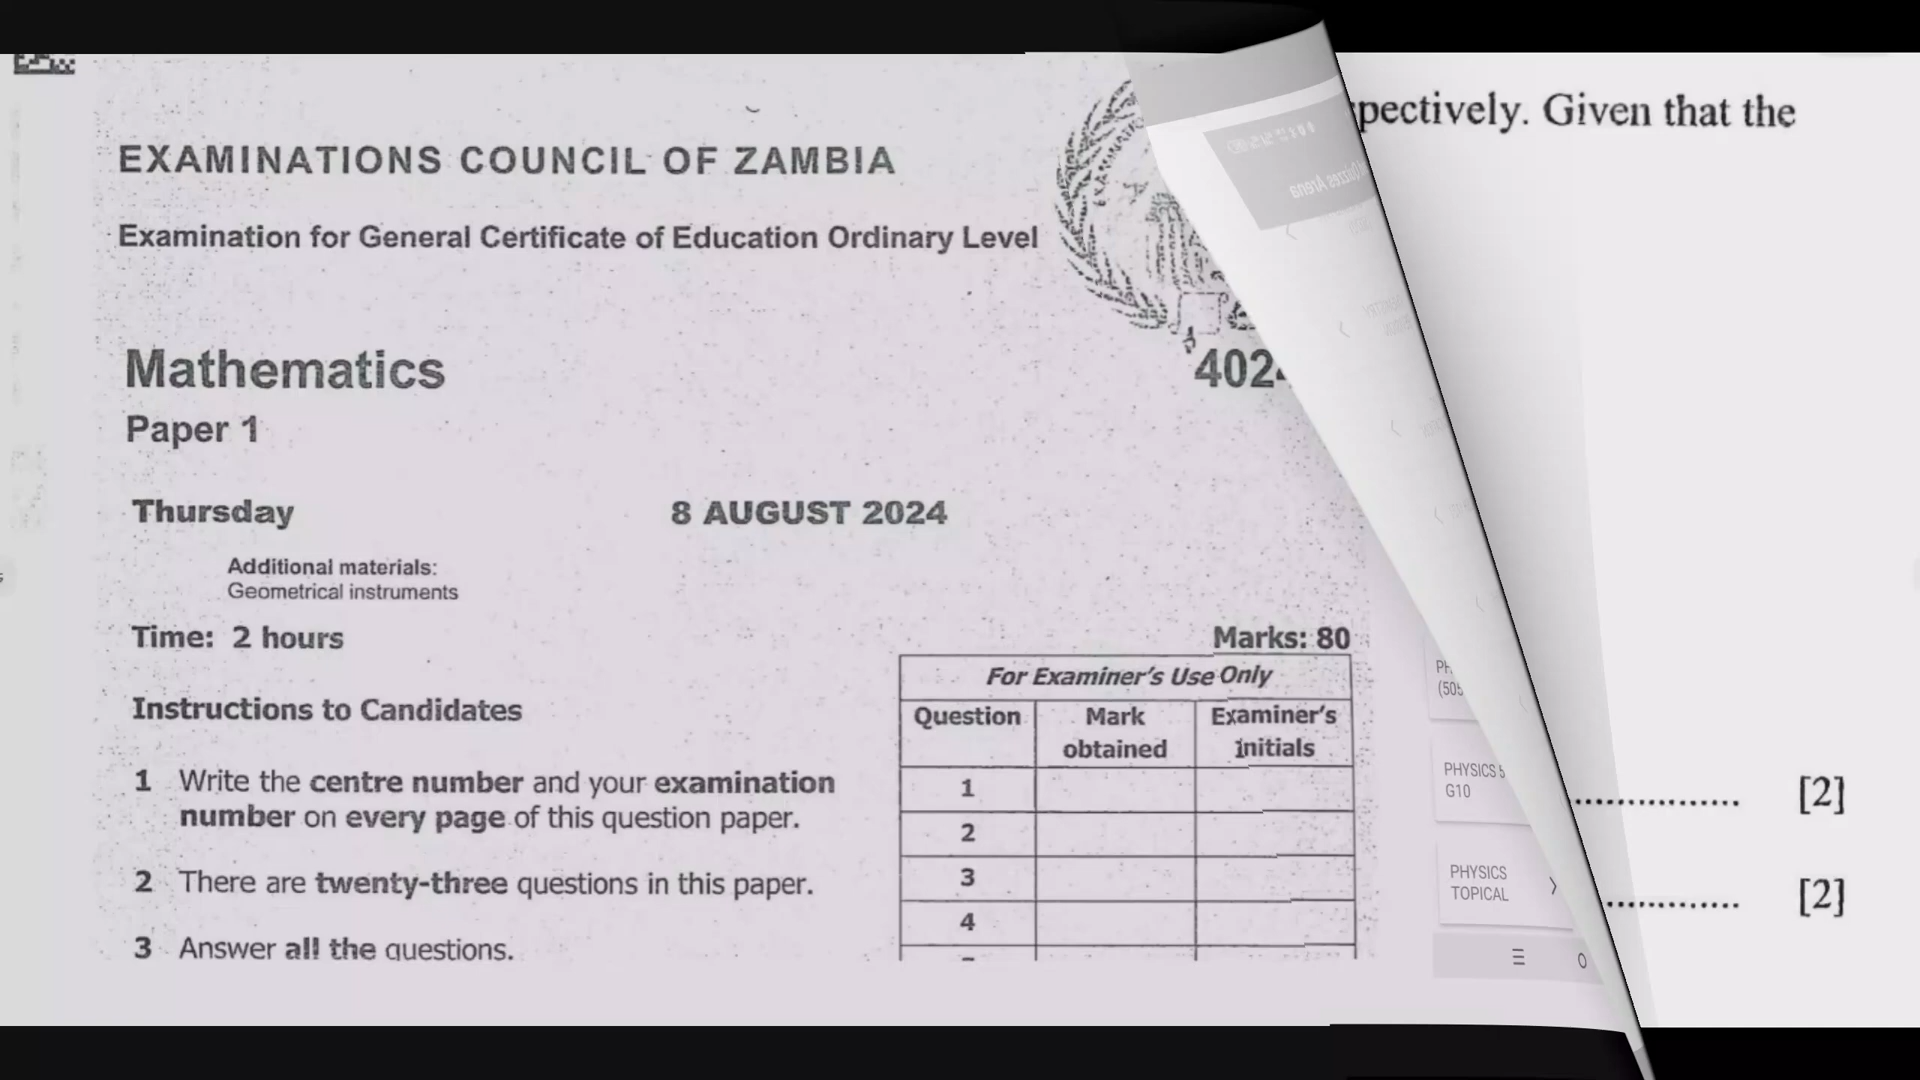 EXAMINATIONS COUNCIL OF ZAMBIA
Examination for General Certificate of Education Ordinary Level
Mathematics
Paper 1
Thursday
8 AUGUST 2024
Additional materials:
Geometrical instruments
Time: 2 hours
Marks: 80
For Examiner's Use Only
Question
Mark obtained
Examiner's initials
1
2
3
4
Instructions to Candidates
1 Write the centre number and your examination
number on every page of this question paper.
2 There are twenty-three questions in this paper.
3 Answer all the questions.
PHYSICS 5
G10
PHYSICS
TOPICAL
pectively. Given that the
[2]
[2]